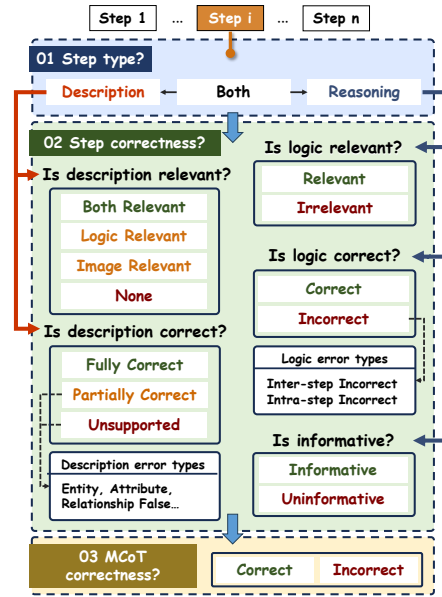 Step 1 ... Step i ... Step n
01 Step type?
Description Both Reasoning
02 Step correctness?
Is description relevant?
Both Relevant
Logic Relevant
Image Relevant
None
Is description correct?
Fully Correct
Partially Correct
Unsupported
Description error types
Entity, Attribute,
Relationship False...
Is logic relevant?
Relevant
Irrelevant
Is logic correct?
Correct
Incorrect
Logic error types
Inter-step Incorrect
Intra-step Incorrect
Is informative?
Informative
Uninformative
03 MCoT
correctness?
Correct Incorrect